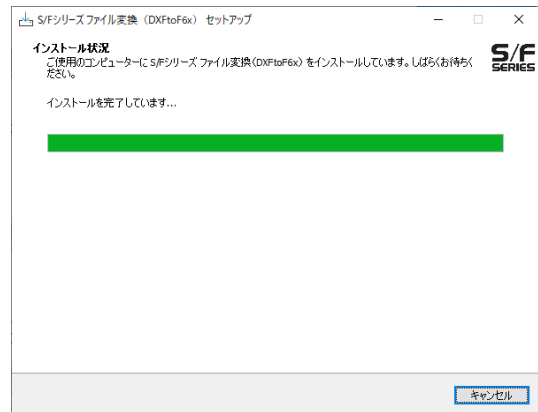 S/Fシリーズ ファイル変換 (DXFtoF6x) セットアップ
インストール状況
ご使用のコンピューターに S/Fシリーズ ファイル変換(DXFtoF6x) をインストールしています。しばらくお待ちく
ださい。
S/F
SERIES
インストールを完了しています...
キャンセル